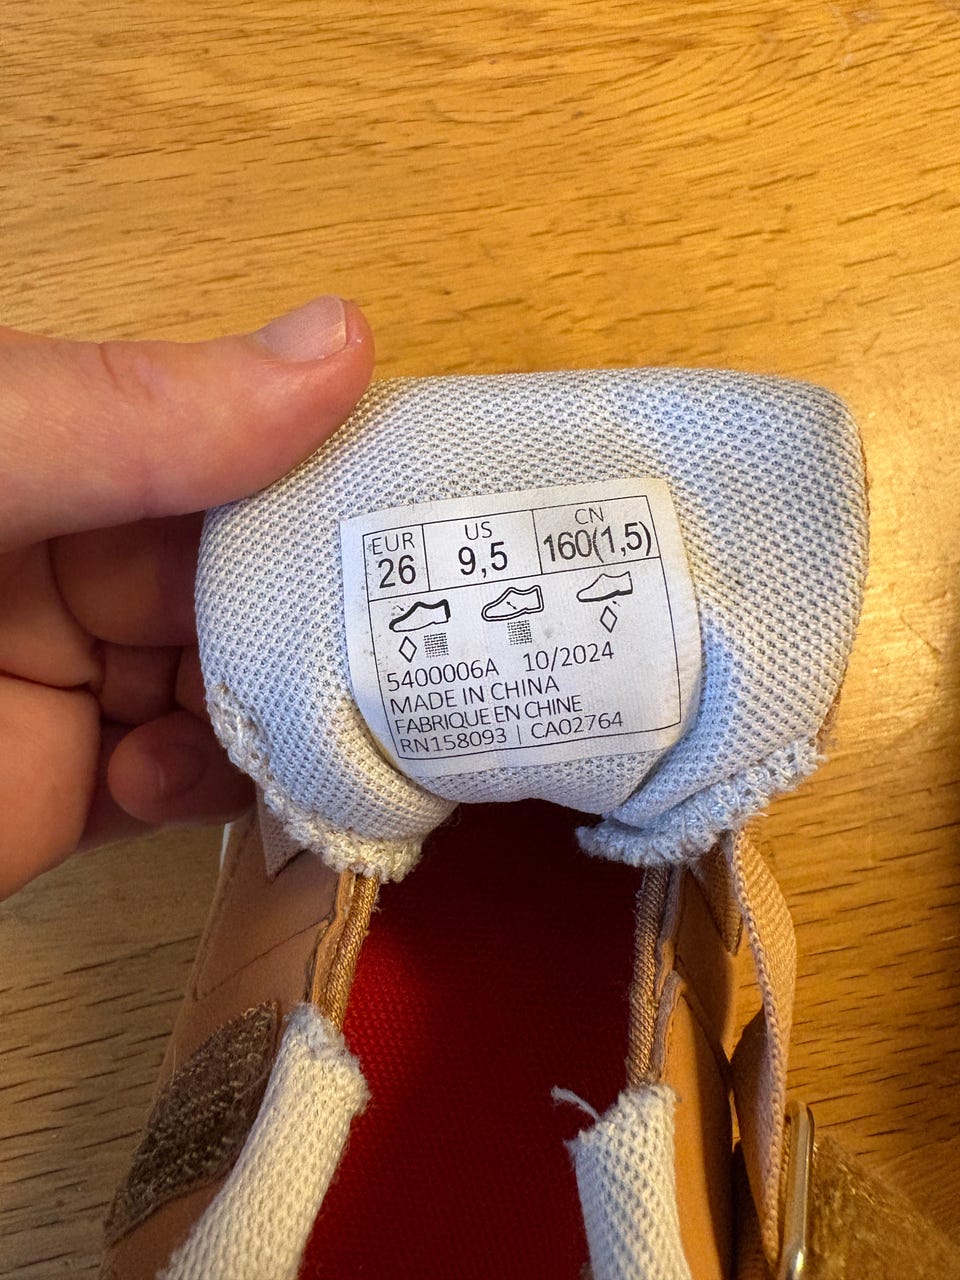 EUR US CN
26 9,5 160(1,5)
5400006A 10/2024
MADE IN CHINA
FABRIQUE EN CHINE
RN158093 | CA02764